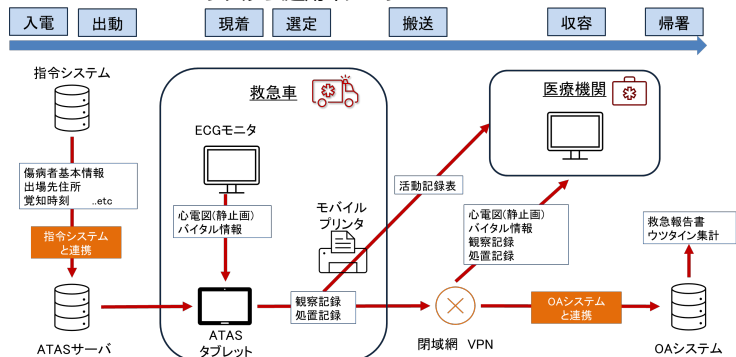 入電
出動
現着
選定
搬送
収容
帰署
指令システム
救急車
医療機関
ECGモニタ
傷病者基本情報
出場先住所
覚知時刻　..etc
指令システム
と連携
心電図(静止画)
バイタル情報
モバイル
プリンタ
活動記録表
心電図(静止画)
バイタル情報
観察記録
処置記録
救急報告書
ウツタイン集計
観察記録
処置記録
OAシステム
と連携
ATASサーバ
ATAS
タブレット
閉域網 VPN
OAシステム